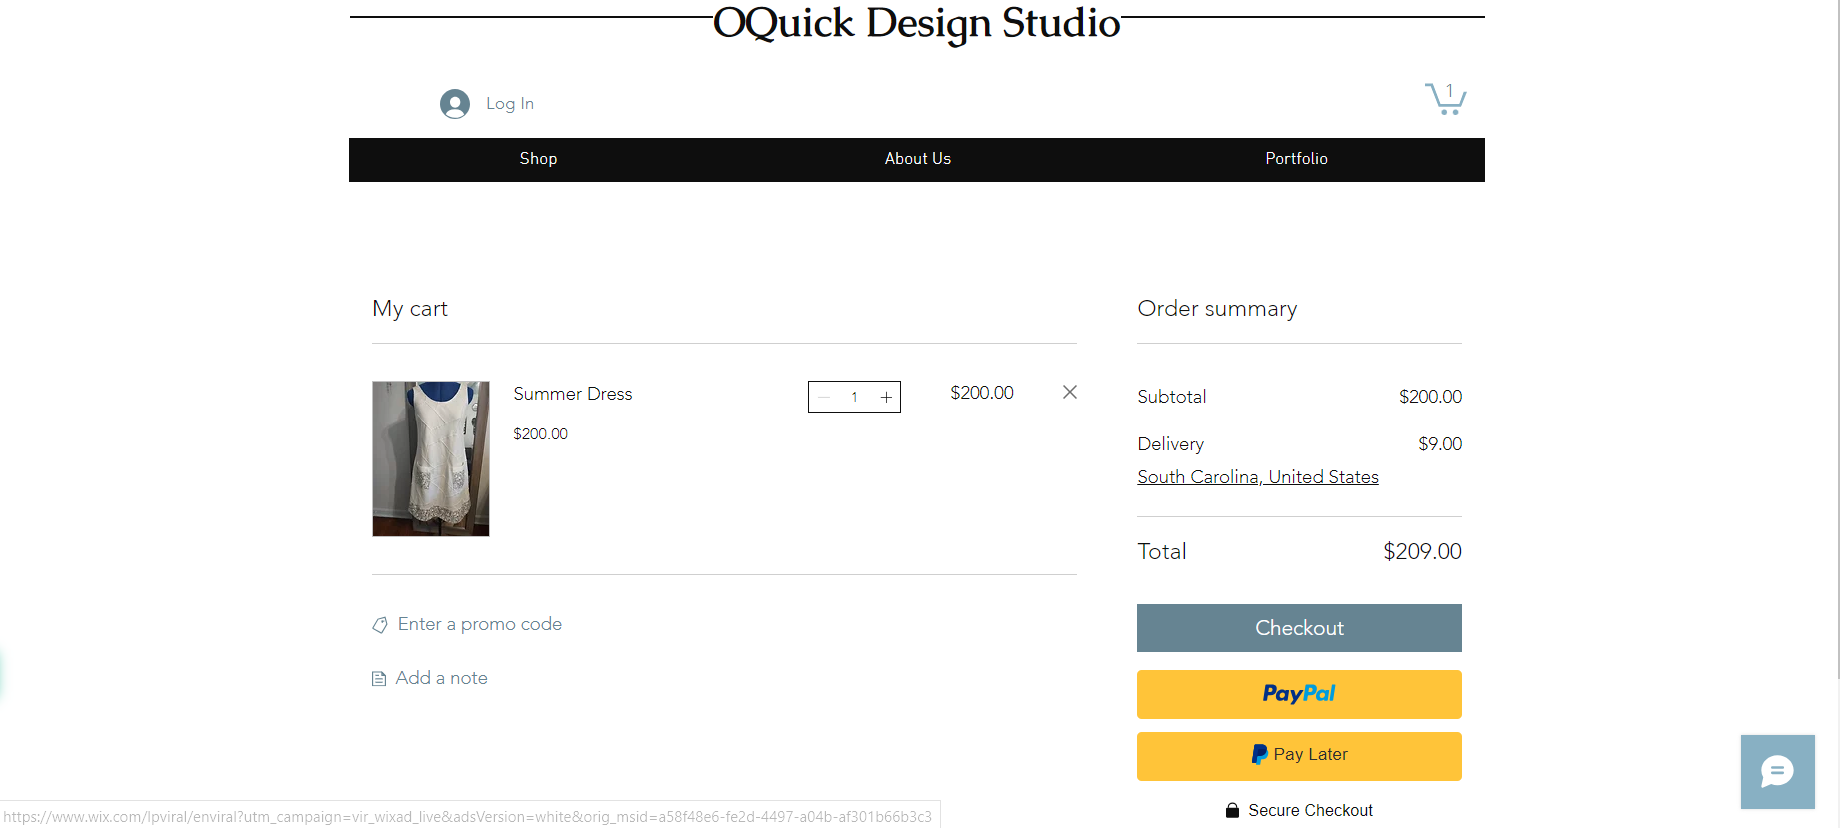 OQuick Design Studio
Log In
1
Shop
About Us
Portfolio
My cart
Order summary
Summer Dress
1
$200.00
$200.00
Subtotal
$200.00
Delivery
$9.00
South Carolina, United States
Total
$209.00
Enter a promo code
Add a note
Checkout
PayPal
Pay Later
Secure Checkout
https://www.wix.com/lpviral/enviral?utm_campaign=vir_wixad_live&adsVersion=white&orig_msid=a58f48e6-fe2d-4497-a04b-af301b66b3c3